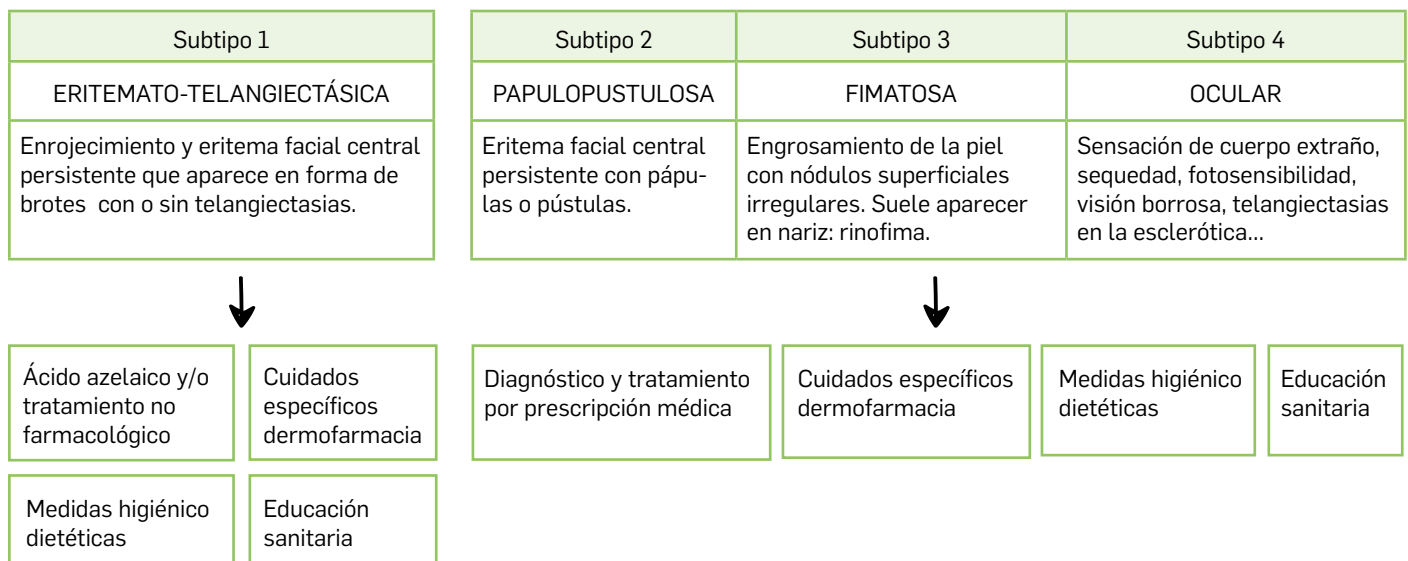 Subtipo 1
ERITEMATO-TELANGIECTÁSICA
Enrojecimiento y eritema facial central
persistente que aparece en forma de
brotes con o sin telangiectasias.
Subtipo 2
PAPULOPUSTULOSA
Eritema facial central
persistente con pápu-
las o pústulas.
Subtipo 3
FIMATOSA
Engrosamiento de la piel
con nódulos superficiales
irregulares. Suele aparecer
en nariz: rinofima.
Subtipo 4
OCULAR
Sensación de cuerpo extraño,
sequedad, fotosensibilidad,
visión borrosa, telangiectasias
en la esclerótica...
Ácido azelaico y/o
tratamiento no
farmacológico
Cuidados
específicos
dermofarmacia
Medidas higiénico
dietéticas
Educación
sanitaria
Diagnóstico y tratamiento
por prescripción médica
Cuidados específicos
dermofarmacia
Medidas higiénico
dietéticas
Educación
sanitaria